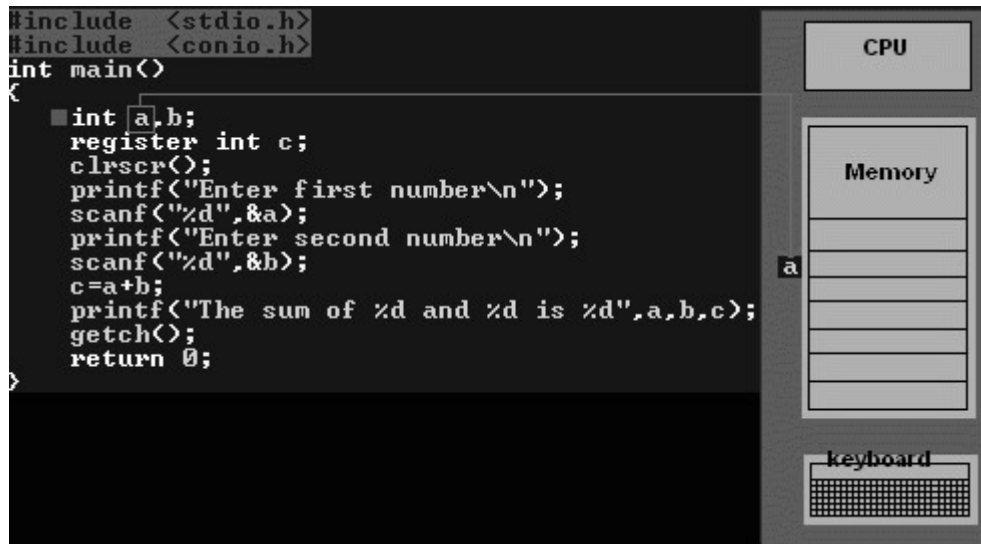 #include <stdio.h>
#include <conio.h>
int main()
{
int a,b;
register int c;
clrscr();
printf("Enter first number\n");
scanf("%d",&a);
printf("Enter second number\n");
scanf("%d",&b);
c=a+b;
printf("The sum of %d and %d is %d",a,b,c);
getch();
return 0;
}
CPU
Memory
a
keyboard